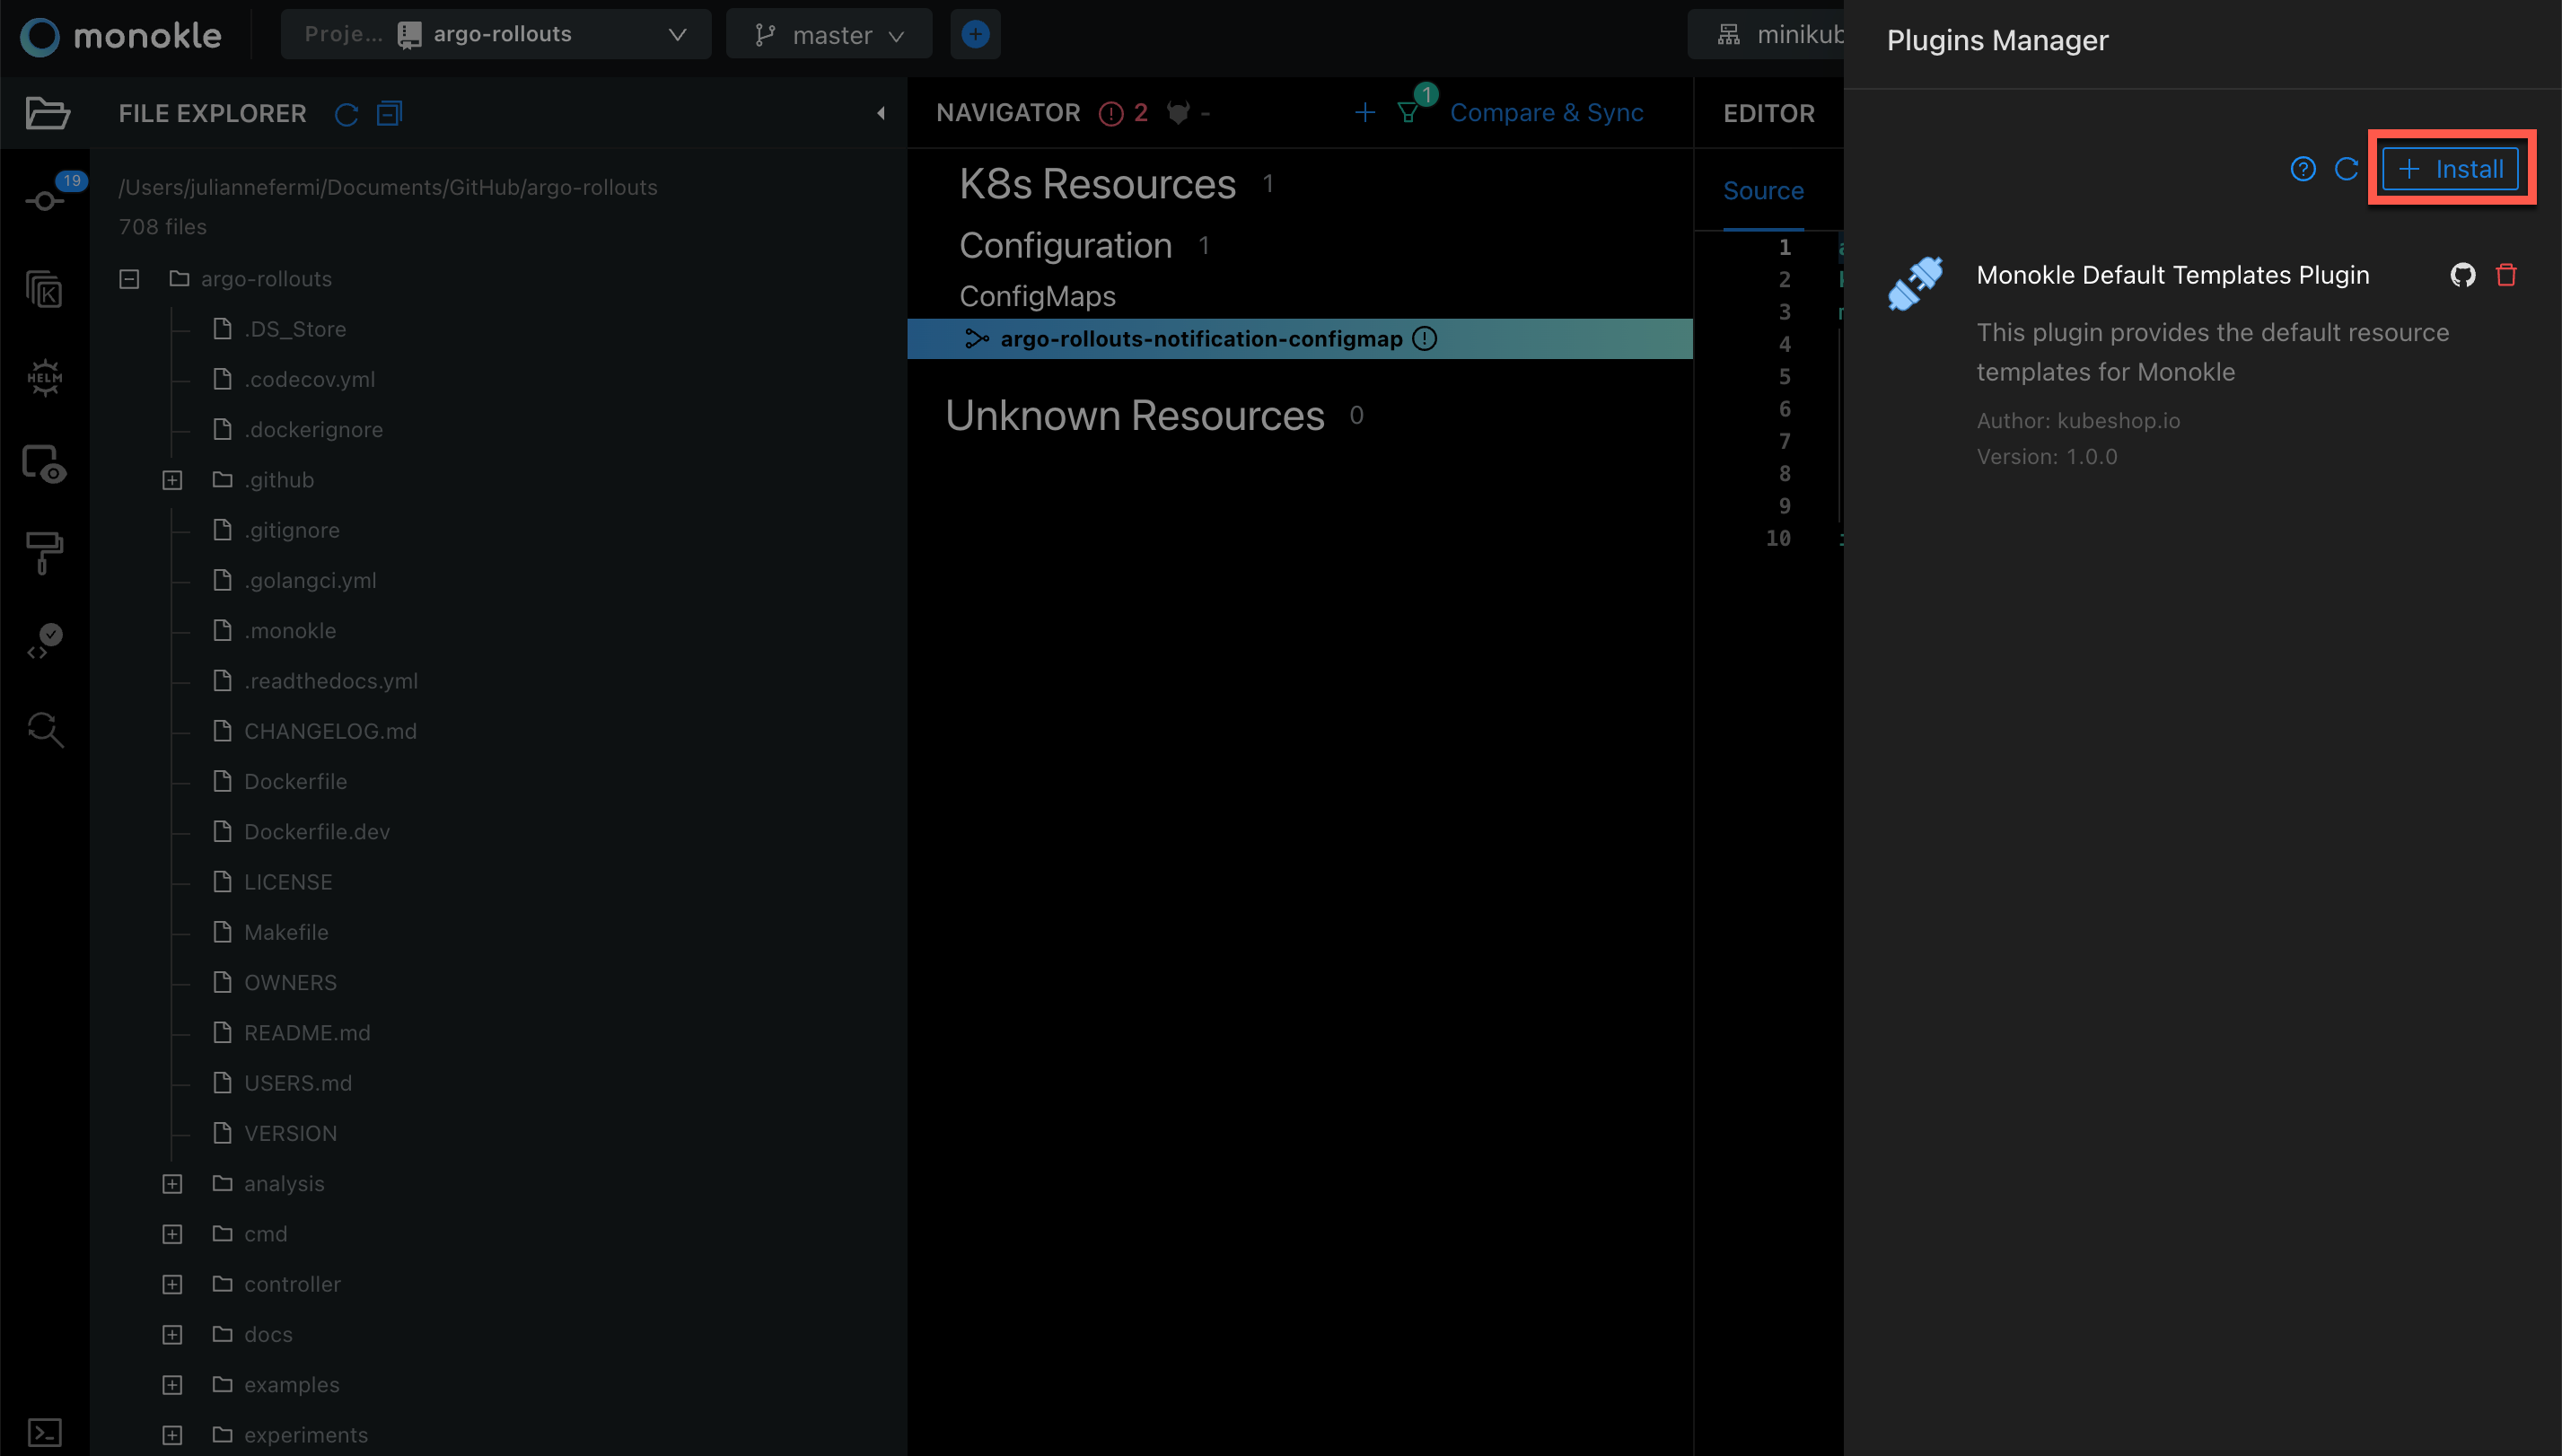 monokle
Proje... argo-rollouts
master
minikub
Plugins Manager
FILE EXPLORER
NAVIGATOR 2 -
1
Compare & Sync
EDITOR
Install
19
/Users/juliannefermi/Documents/GitHub/argo-rollouts
708 files
argo-rollouts
.DS_Store
.codecov.yml
.dockerignore
.github
.gitignore
.golangci.yml
.monokle
.readthedocs.yml
CHANGELOG.md
Dockerfile
Dockerfile.dev
LICENSE
Makefile
OWNERS
README.md
USERS.md
VERSION
analysis
cmd
controller
docs
examples
experiments
K
HELM
K8s Resources 1
Configuration 1
ConfigMaps
argo-rollouts-notification-configmap
Unknown Resources 0
Source
1
2
3
4
5
6
7
8
9
10
Monokle Default Templates Plugin
This plugin provides the default resource
templates for Monokle
Author: kubeshop.io
Version: 1.0.0